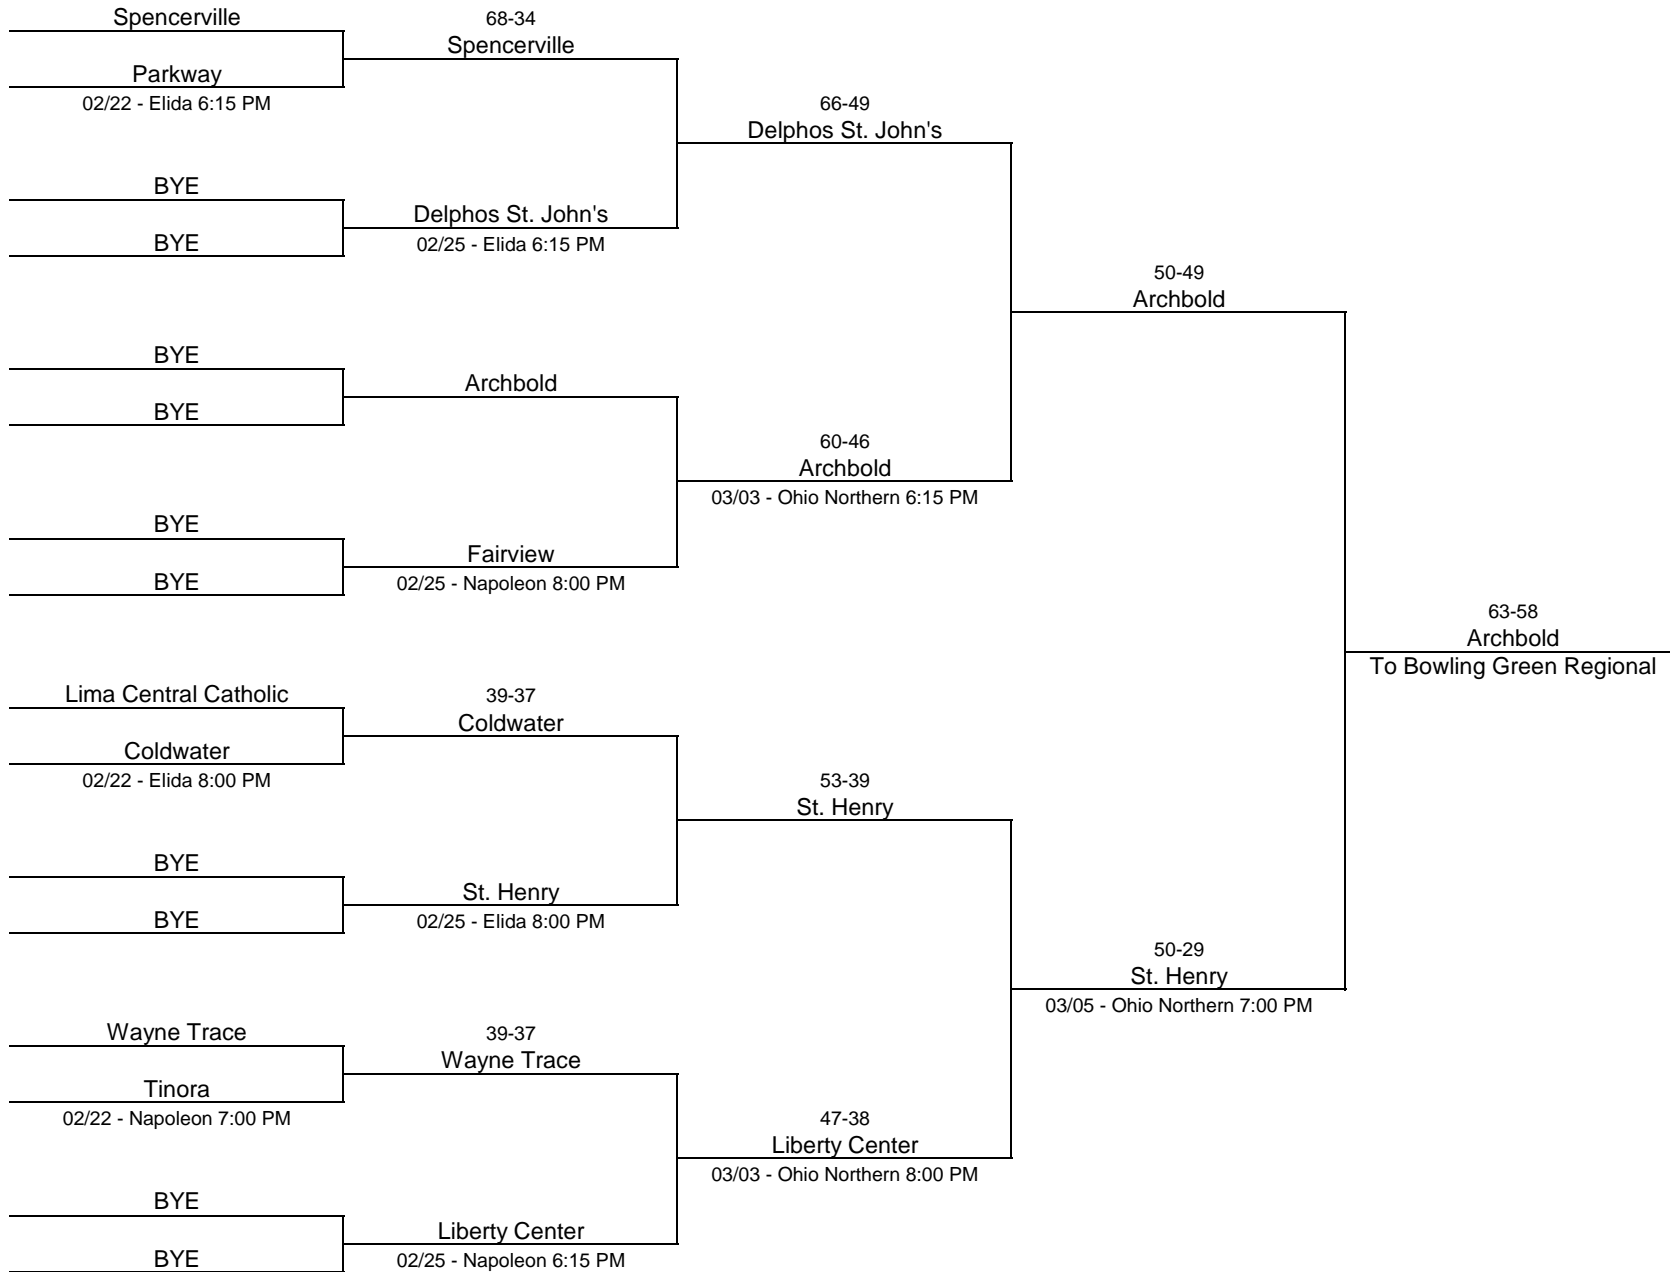 Spencerville
Parkway
02/22 - Elida 6:15 PM
BYE
BYE
BYE
BYE
BYE
BYE
Lima Central Catholic
Coldwater
02/22 - Elida 8:00 PM
BYE
BYE
Wayne Trace
Tinora
02/22 - Napoleon 7:00 PM
BYE
BYE
68-34
Spencerville
Delphos St. John's
02/25 - Elida 6:15 PM
Archbold
Fairview
02/25 - Napoleon 8:00 PM
39-37
Coldwater
St. Henry
02/25 - Elida 8:00 PM
39-37
Wayne Trace
Liberty Center
02/25 - Napoleon 6:15 PM
66-49
Delphos St. John's
60-46
Archbold
03/03 - Ohio Northern 6:15 PM
53-39
St. Henry
47-38
Liberty Center
03/03 - Ohio Northern 8:00 PM
50-49
Archbold
50-29
St. Henry
03/05 - Ohio Northern 7:00 PM
63-58
Archbold
To Bowling Green Regional